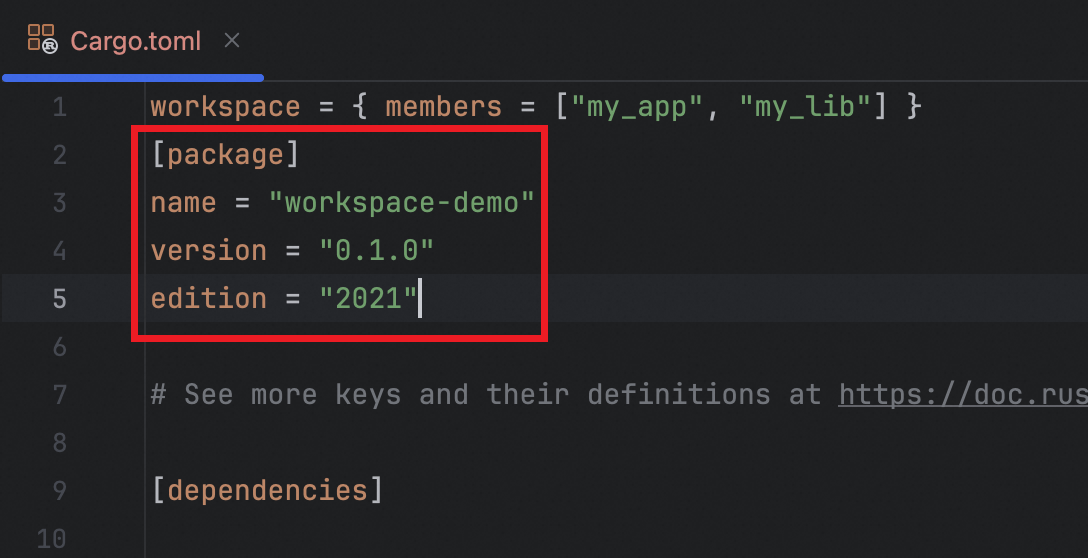 Cargo.toml
1 workspace = { members = ["my_app", "my_lib"] }
2 [package]
3 name = "workspace-demo"
4 version = "0.1.0"
5 edition = "2021"
6
7 # See more keys and their definitions at https://doc.rus
8
9 [dependencies]
10